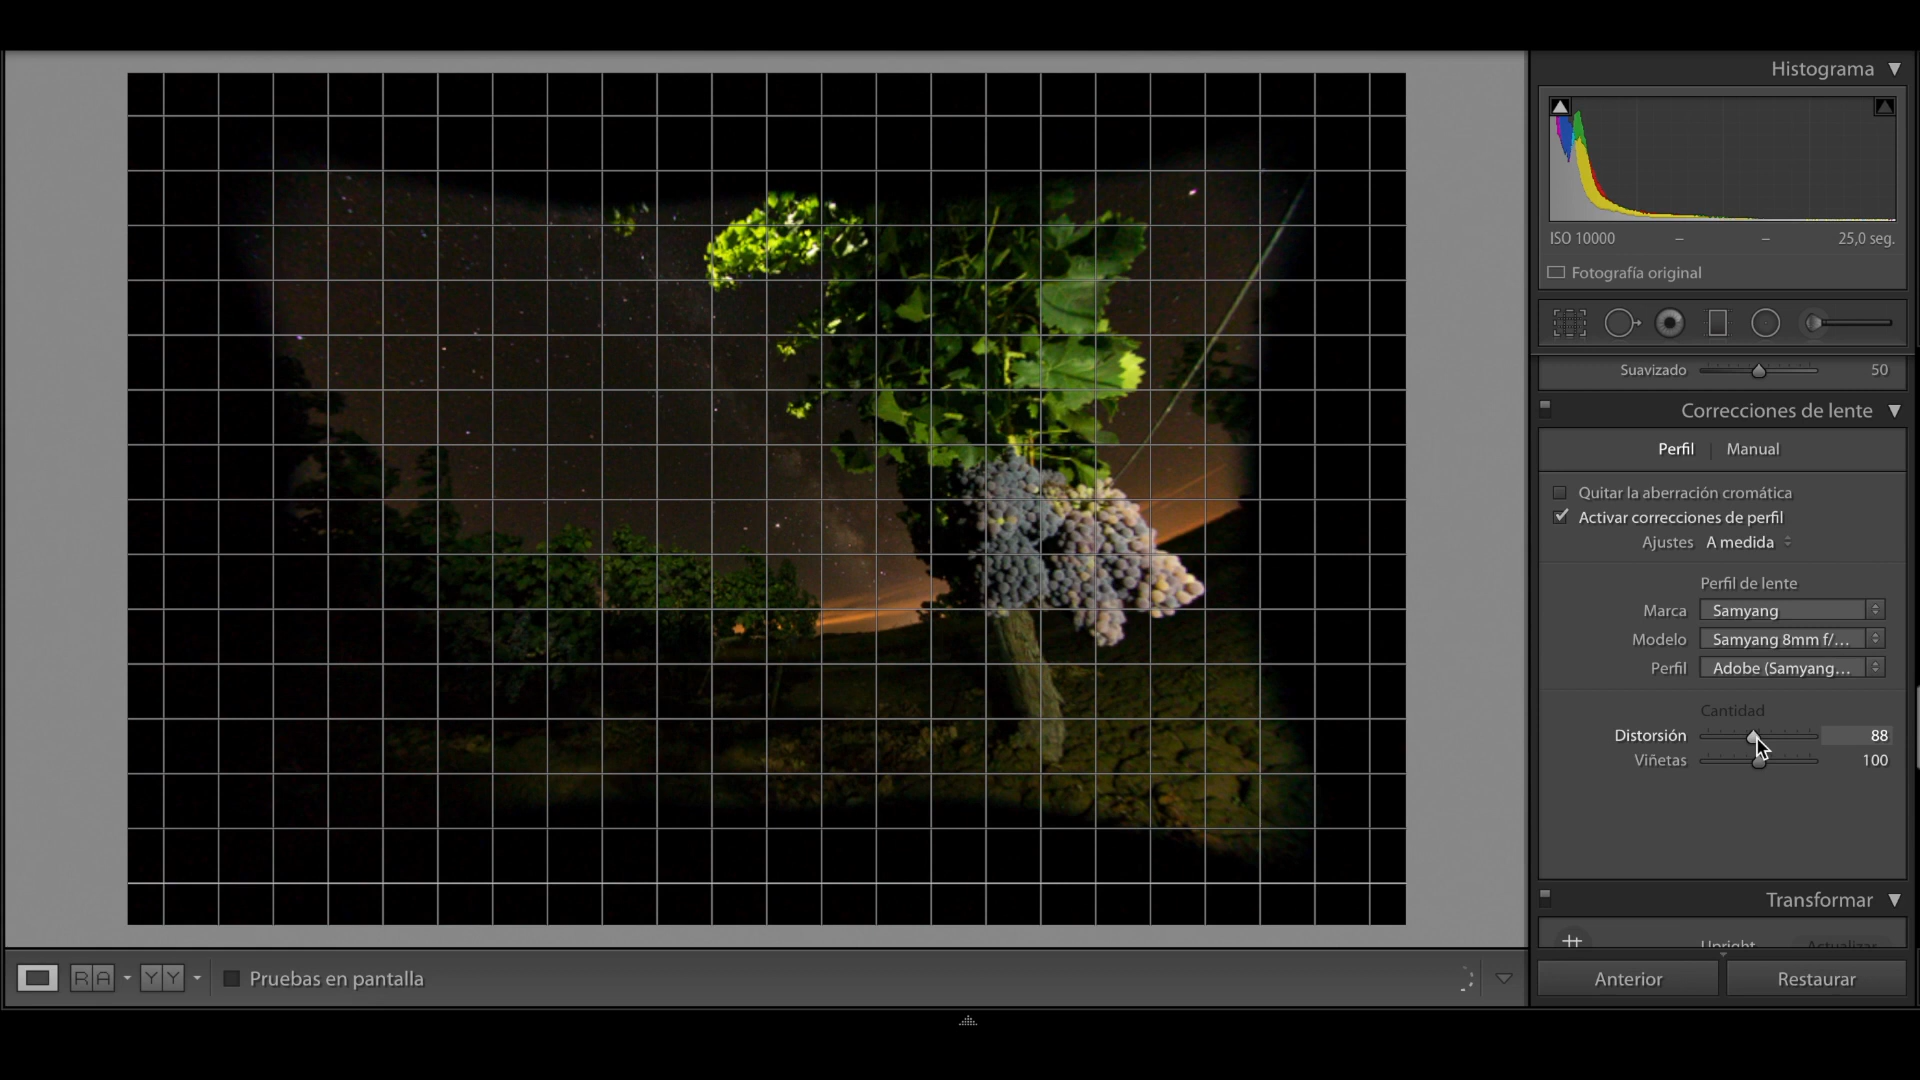 Histograma
ISO 10000 – – 25,0 seg.
Fotografía original
Suavizado 50
Correcciones de lente
Perfil | Manual
Quitar la aberración cromática
Activar correcciones de perfil
Ajustes A medida
Perfil de lente
Marca Samyang
Modelo Samyang 8mm f/...
Perfil Adobe (Samyang...
Cantidad
Distorsión 88
Viñetas 100
Transformar
Upright Actualizar
Anterior Restaurar
R A Y Y Pruebas en pantalla